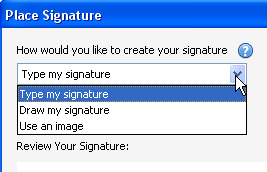 Place Signature
How would you like to create your signature ?
Type my signature
Type my signature
Draw my signature
Use an image
Review Your Signature: